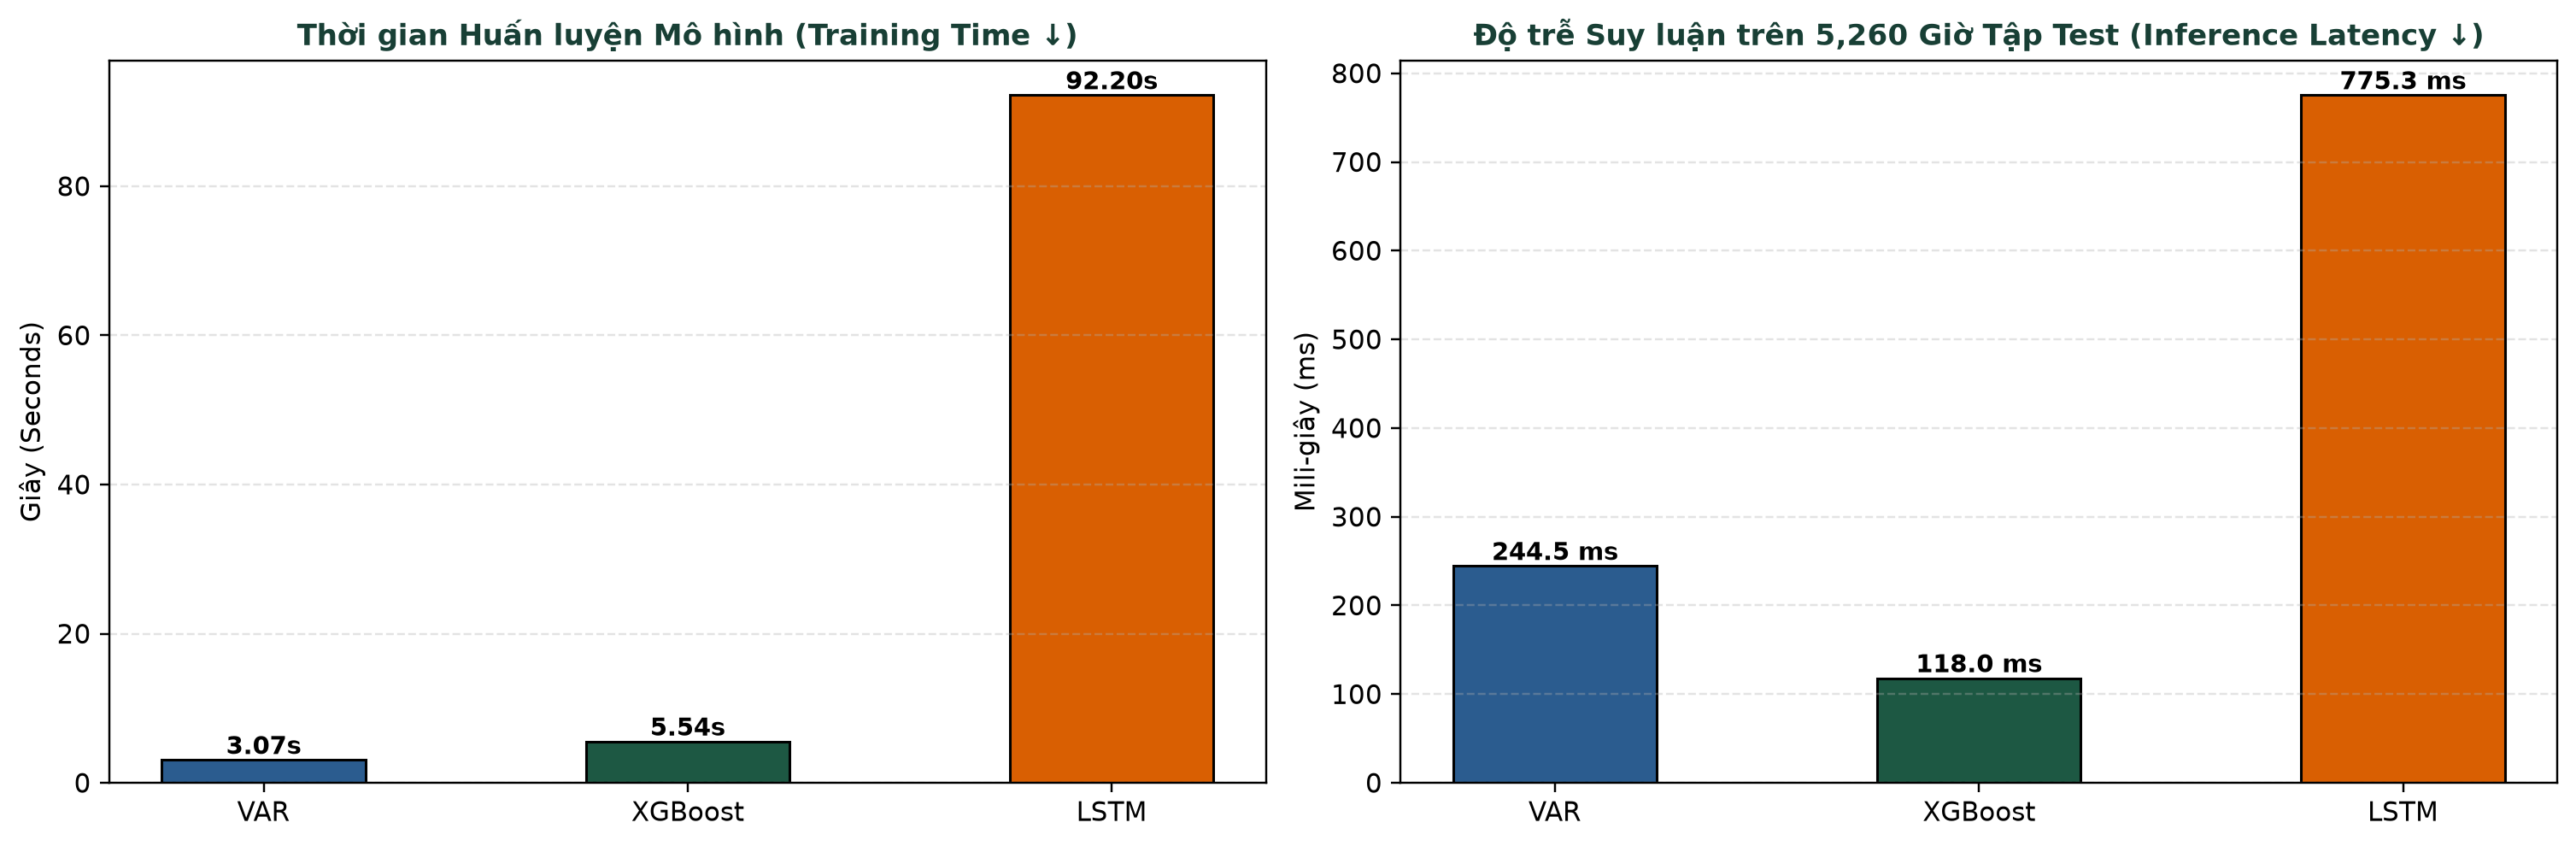 Thời gian Huấn luyện Mô hình (Training Time ↓)
Giây (Seconds)
80
60
40
20
0
92.20s
5.54s
3.07s
VAR
XGBoost
LSTM
Độ trễ Suy luận trên 5,260 Giờ Tập Test (Inference Latency ↓)
Mili-giây (ms)
800
700
600
500
400
300
200
100
0
775.3 ms
244.5 ms
118.0 ms
VAR
XGBoost
LSTM